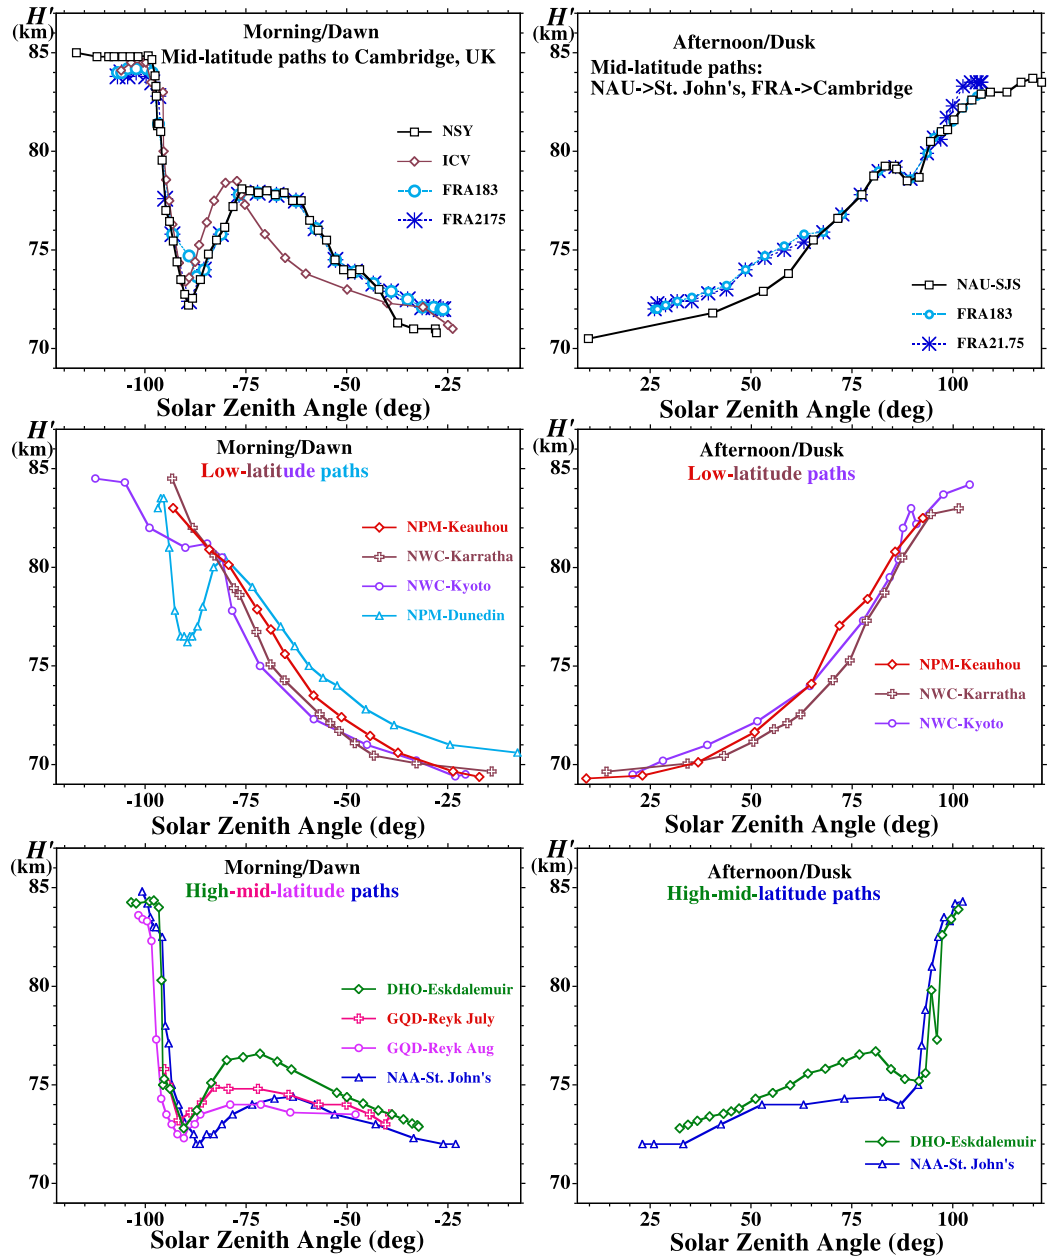 H' (km)
Morning/Dawn
Mid-latitude paths to Cambridge, UK
85
80
75
70
NSY
ICV
FRA183
FRA2175
-100
-75
-50
-25
Solar Zenith Angle (deg)
H' (km)
Afternoon/Dusk
Mid-latitude paths:
NAU->St. John's, FRA->Cambridge
85
80
75
70
NAU-SJS
FRA183
FRA21.75
25
50
75
100
Solar Zenith Angle (deg)
H' (km)
Morning/Dawn
Low-latitude paths
85
80
75
70
NPM-Keauhou
NWC-Karratha
NWC-Kyoto
NPM-Dunedin
-100
-75
-50
-25
Solar Zenith Angle (deg)
H' (km)
Afternoon/Dusk
Low-latitude paths
85
80
75
70
NPM-Keauhou
NWC-Karratha
NWC-Kyoto
25
50
75
100
Solar Zenith Angle (deg)
H' (km)
Morning/Dawn
High-mid-latitude paths
85
80
75
70
DHO-Eskdalemuir
GQD-Reyk July
GQD-Reyk Aug
NAA-St. John's
-100
-75
-50
-25
Solar Zenith Angle (deg)
H' (km)
Afternoon/Dusk
High-mid-latitude paths
85
80
75
70
DHO-Eskdalemuir
NAA-St. John's
25
50
75
100
Solar Zenith Angle (deg)